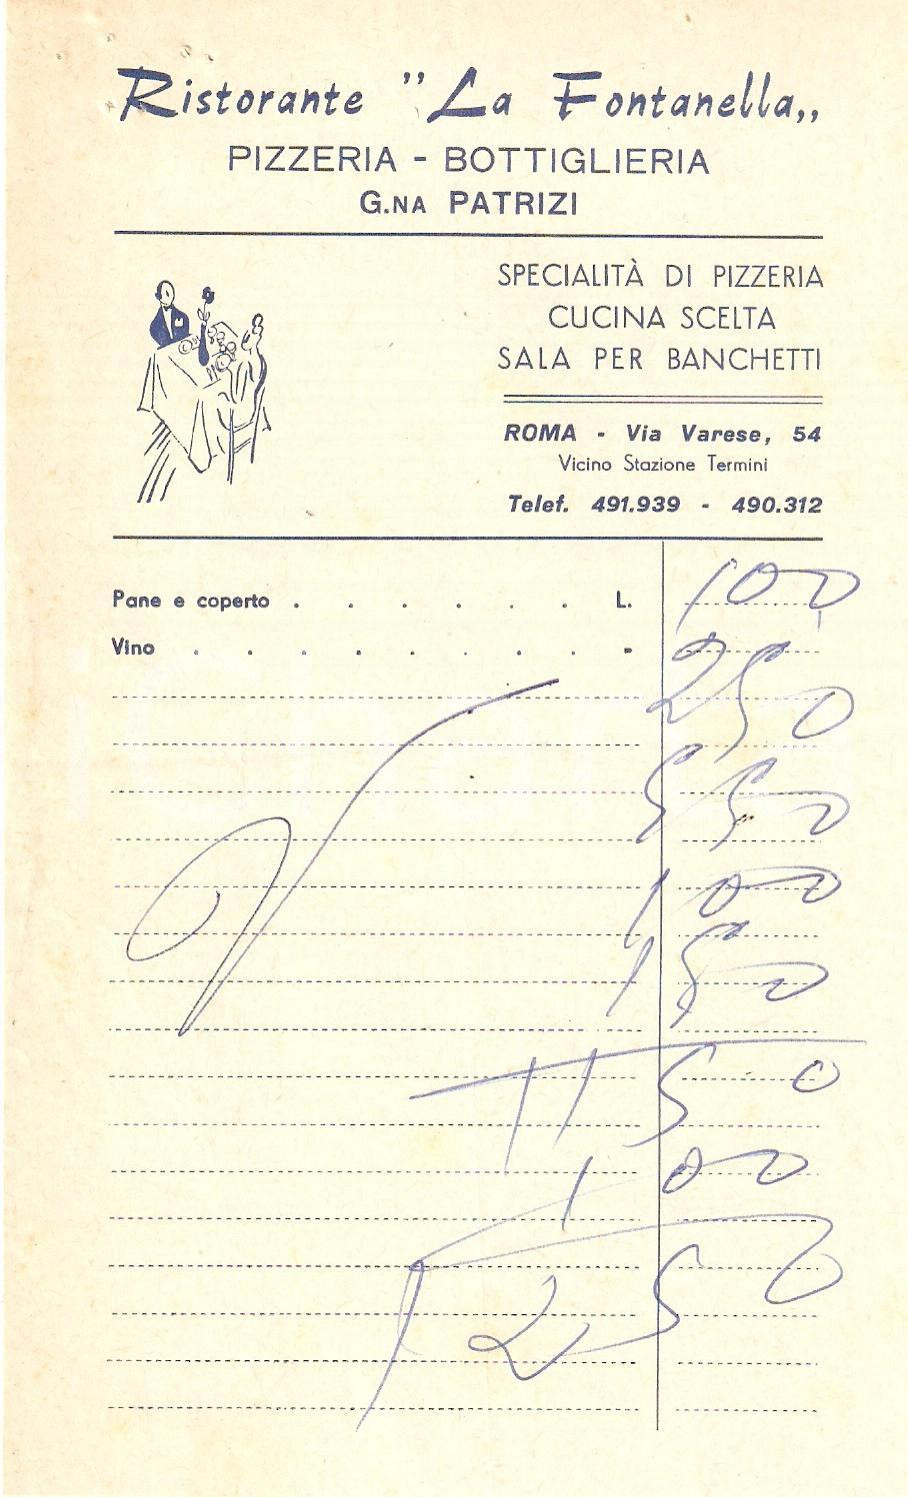 Ristorante "La Fontanella„
PIZZERIA - BOTTIGLIERIA
G.NA PATRIZI
SPECIALITÀ DI PIZZERIA
CUCINA SCELTA
SALA PER BANCHETTI
ROMA - Via Varese, 54
Vicino Stazione Termini
Telef. 491.939 - 490.312
Pane e coperto . . . . . . L. 100
Vino . . . . . . . . - 250
550
100
150
1150
100
1250